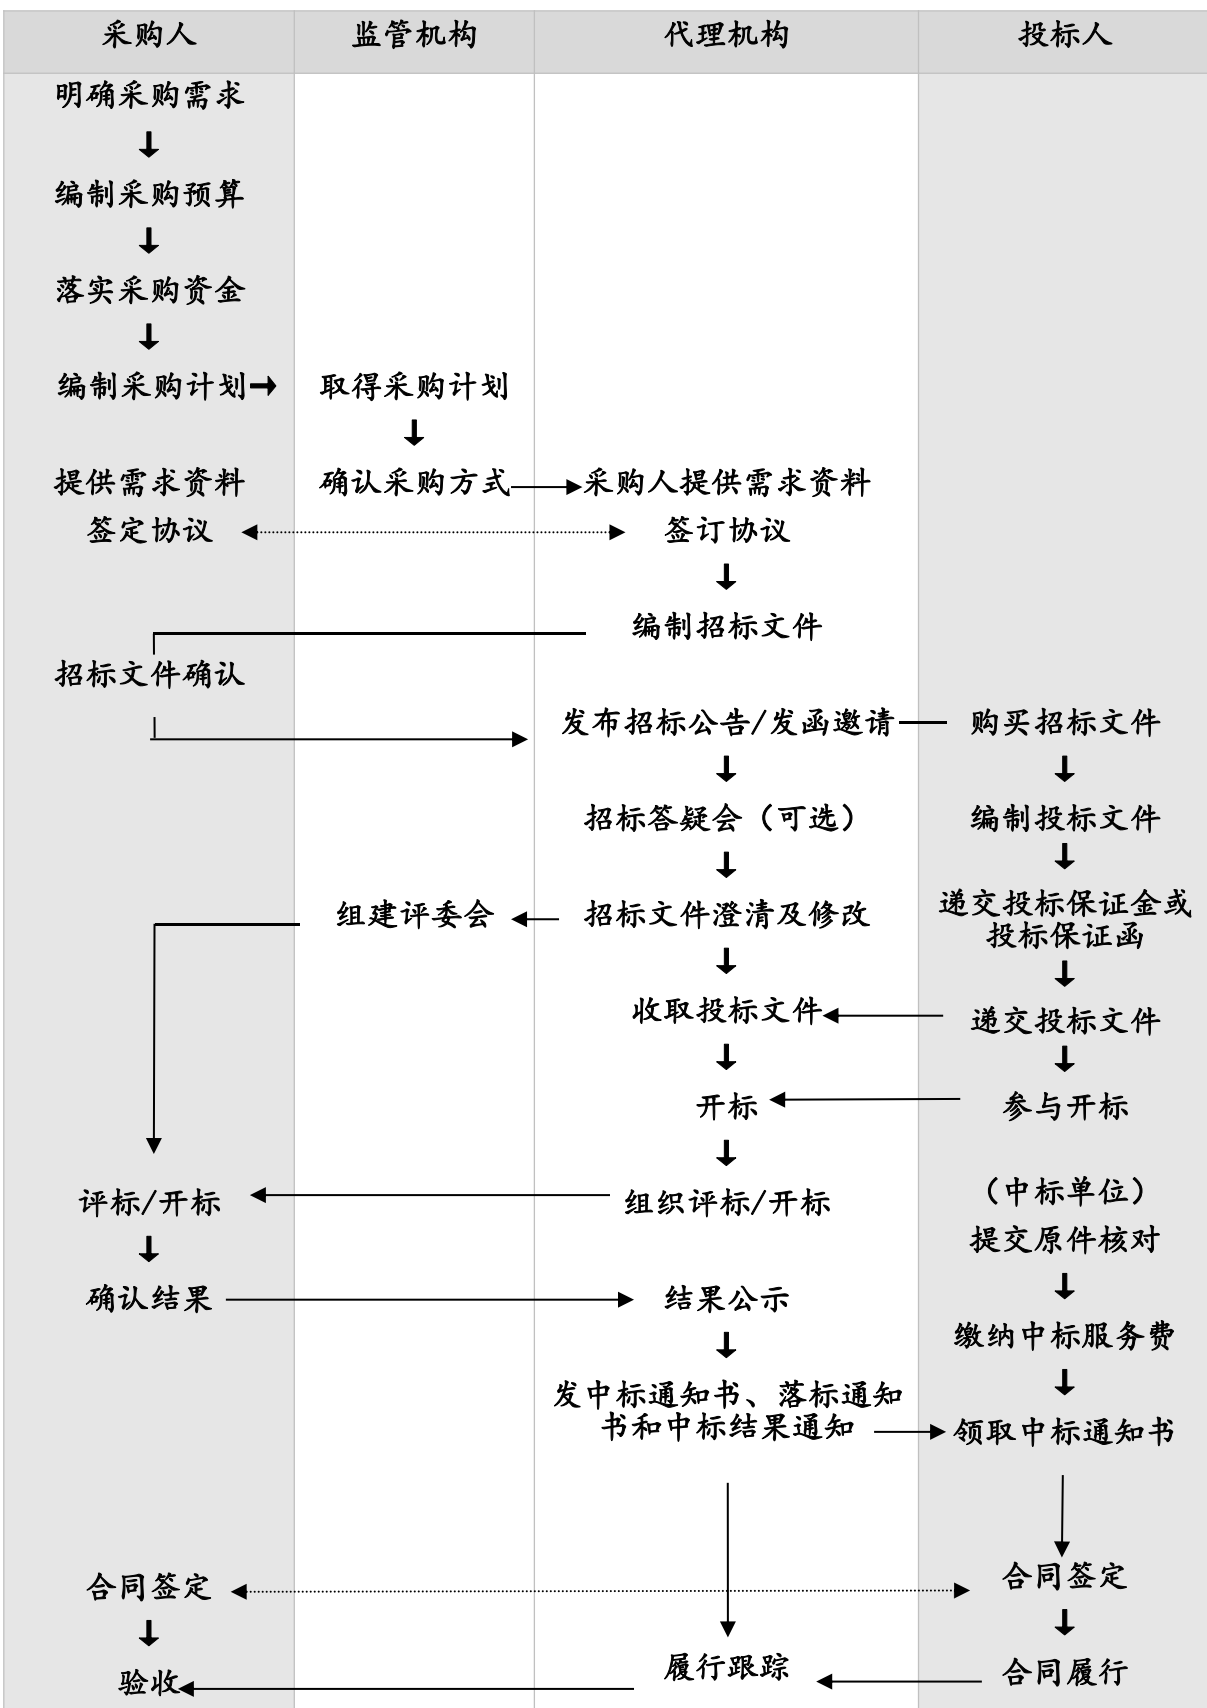 采购人 监管机构 代理机构 投标人
明确采购需求
编制采购预算
落实采购资金
编制采购计划 取得采购计划
提供需求资料 确认采购方式 采购人提供需求资料
签定协议 签订协议
编制招标文件
招标文件确认
发布招标公告/发函邀请 购买招标文件
招标答疑会（可选） 编制投标文件
组建评委会 招标文件澄清及修改 递交投标保证金或
投标保证函
收取投标文件 递交投标文件
开标 参与开标
评标/开标 组织评标/开标 （中标单位）
提交原件核对
确认结果 结果公示
缴纳中标服务费
发中标通知书、落标通知
书和中标结果通知 领取中标通知书
合同签定 合同签定
验收 履行跟踪 合同履行